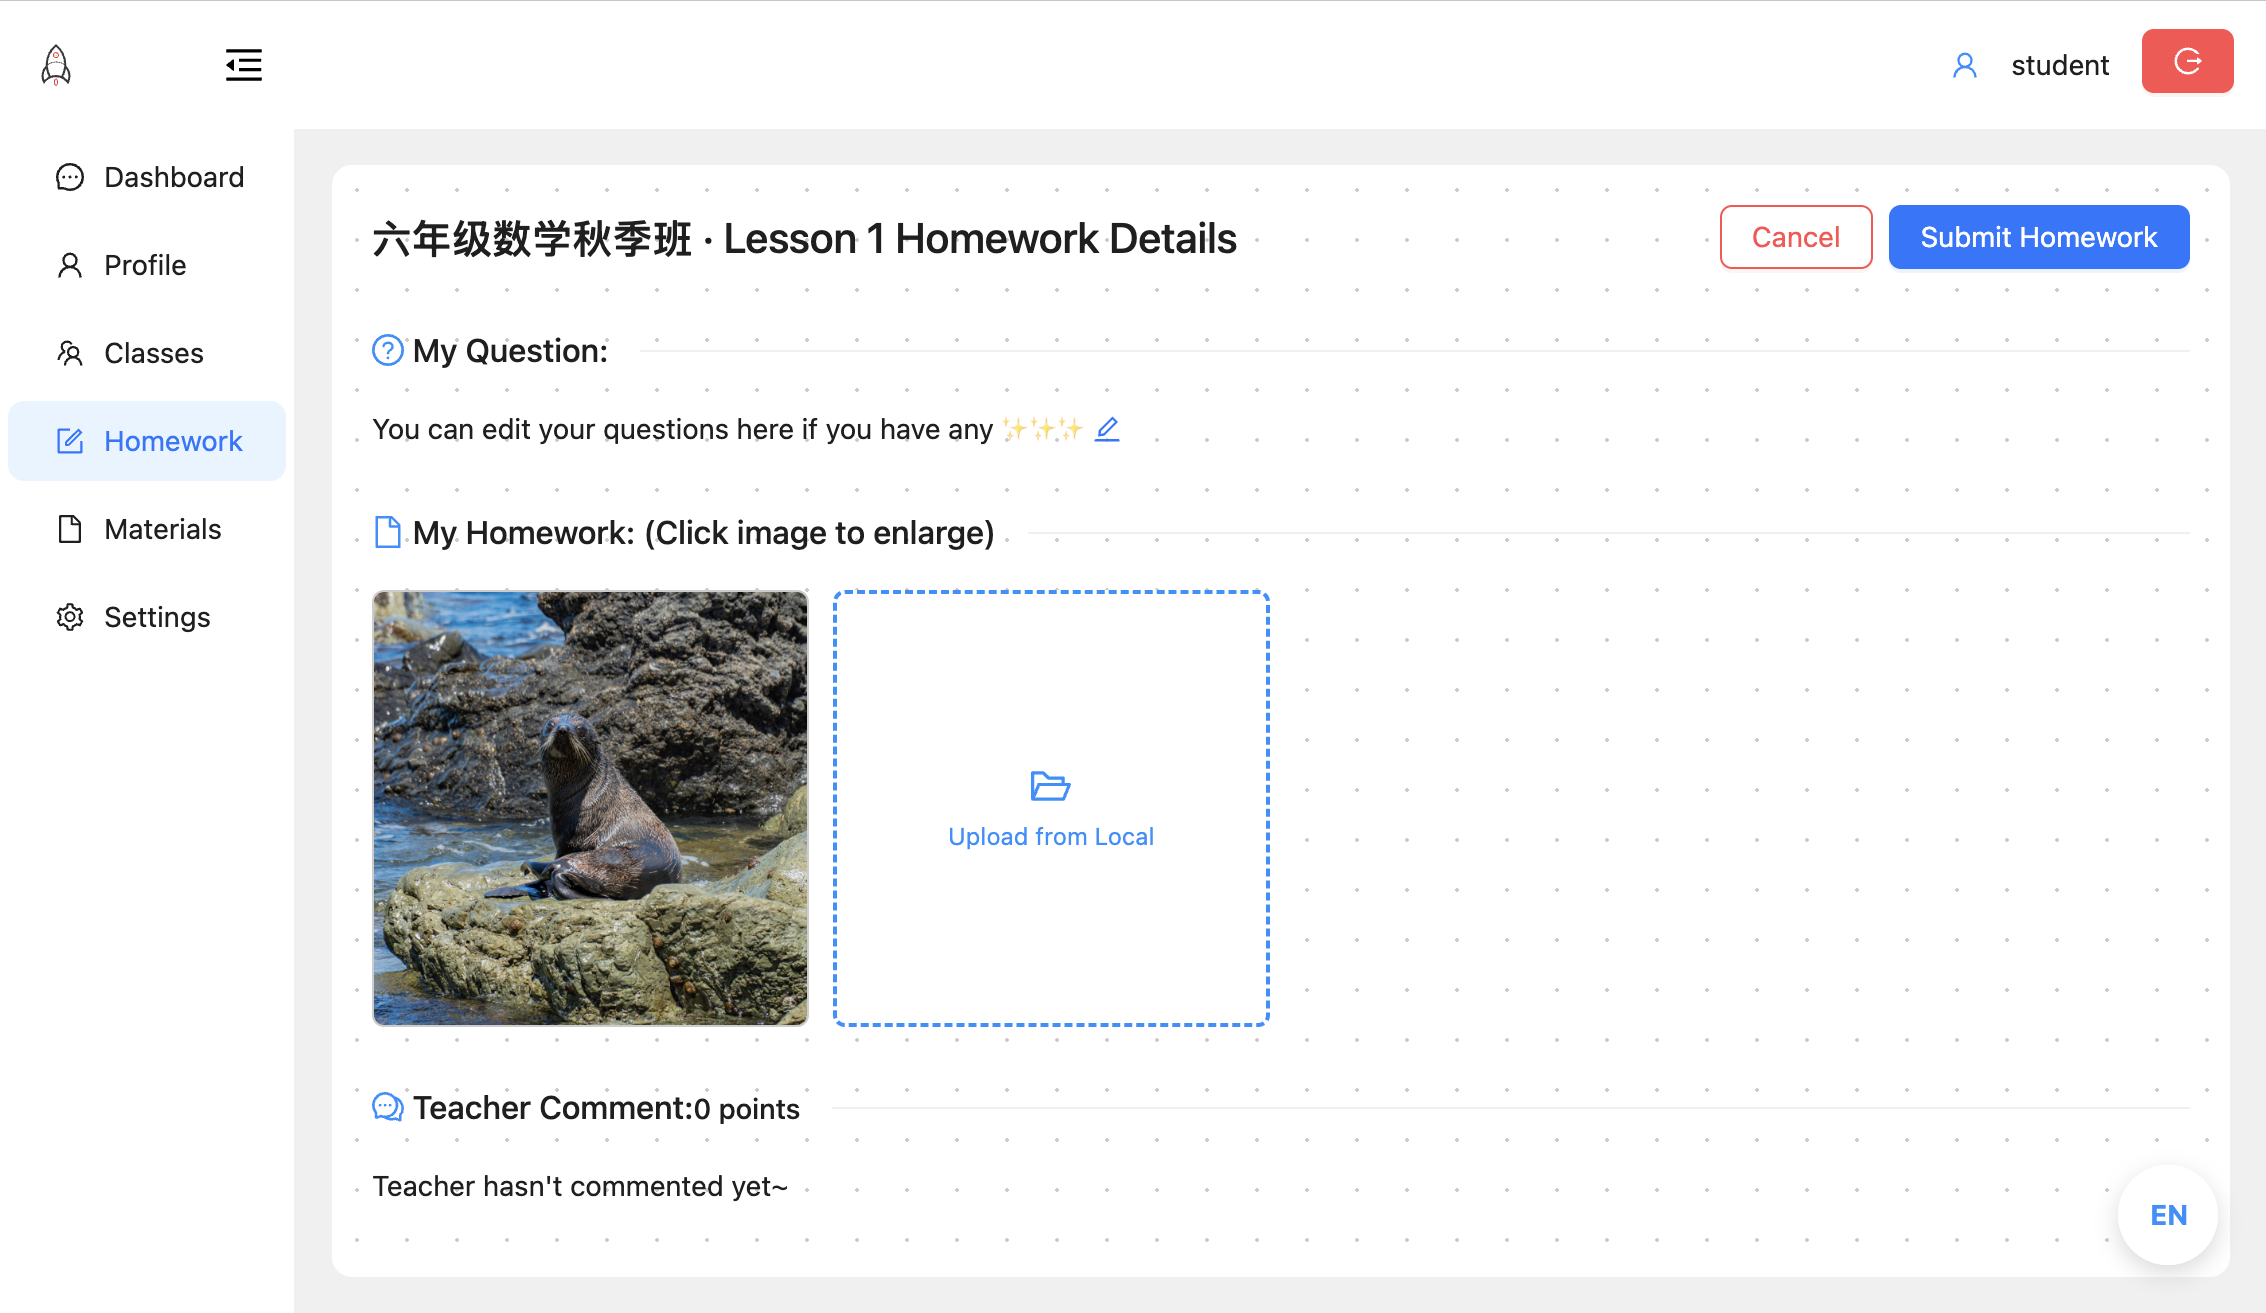 student
Dashboard
Profile
Classes
Homework
Materials
Settings
六年级数学秋季班 · Lesson 1 Homework Details
Cancel
Submit Homework
My Question:
You can edit your questions here if you have any ✨✨✨
My Homework: (Click image to enlarge)
Upload from Local
Teacher Comment:0 points
Teacher hasn't commented yet~
EN